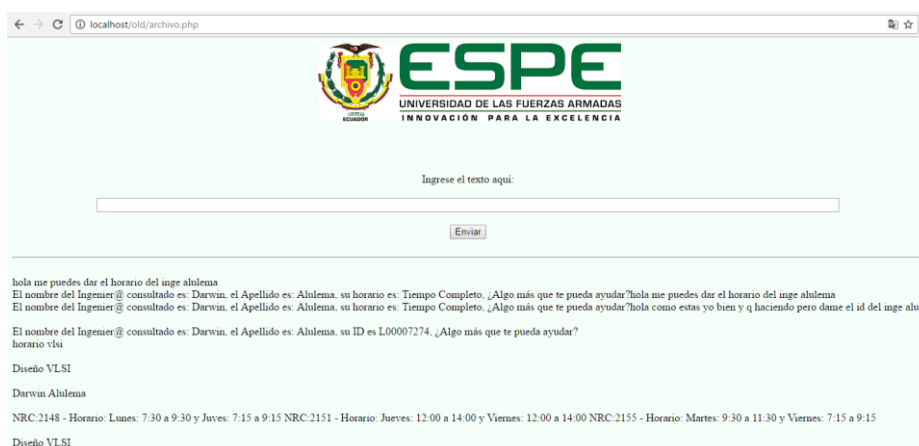 localhost/old/archivo.php
ESPE
UNIVERSIDAD DE LAS FUERZAS ARMADAS
INNOVACIÓN PARA LA EXCELENCIA
ECUADOR
Ingrese el texto aqui:
Enviar
hola me puedes dar el horario del inge alulema
El nombre del Ingenier@ consultado es: Darwin, el Apellido es: Alulema, su horario es: Tiempo Completo, ¿Algo más que te pueda ayudar?hola me puedes dar el horario del inge alulema
El nombre del Ingenier@ consultado es: Darwin, el Apellido es: Alulema, su horario es: Tiempo Completo, ¿Algo más que te pueda ayudar?hola como estas yo bien y q haciendo pero dame el id del inge alu
El nombre del Ingenier@ consultado es: Darwin, el Apellido es: Alulema, su ID es L00007274, ¿Algo más que te pueda ayudar?
horario vlsi
Diseño VLSI
Darwin Alulema
NRC:2148 - Horario: Lunes: 7:30 a 9:30 y Juves: 7:15 a 9:15 NRC:2151 - Horario: Jueves: 12:00 a 14:00 y Viernes: 12:00 a 14:00 NRC:2155 - Horario: Martes: 9:30 a 11:30 y Viernes: 7:15 a 9:15
Diseño VLSI